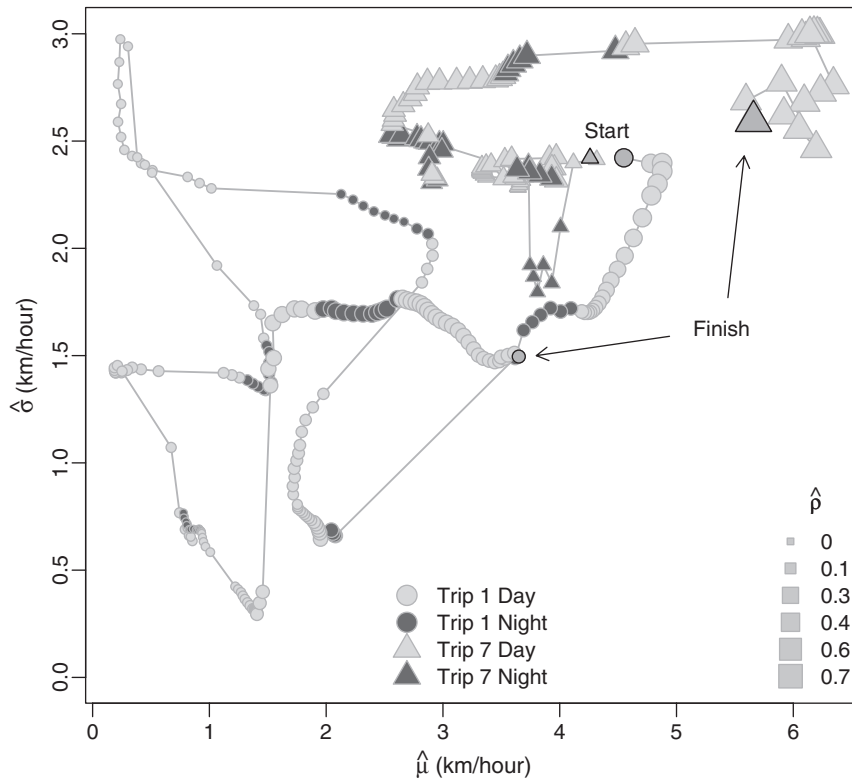 3.0
2.5
2.0
1.5
1.0
0.5
0.0
σ̂ (km/hour)
Start
Finish
Trip 1 Day
Trip 1 Night
Trip 7 Day
Trip 7 Night
ρ̂
0
0.1
0.3
0.4
0.6
0.7
0 1 2 3 4 5 6
μ̂ (km/hour)